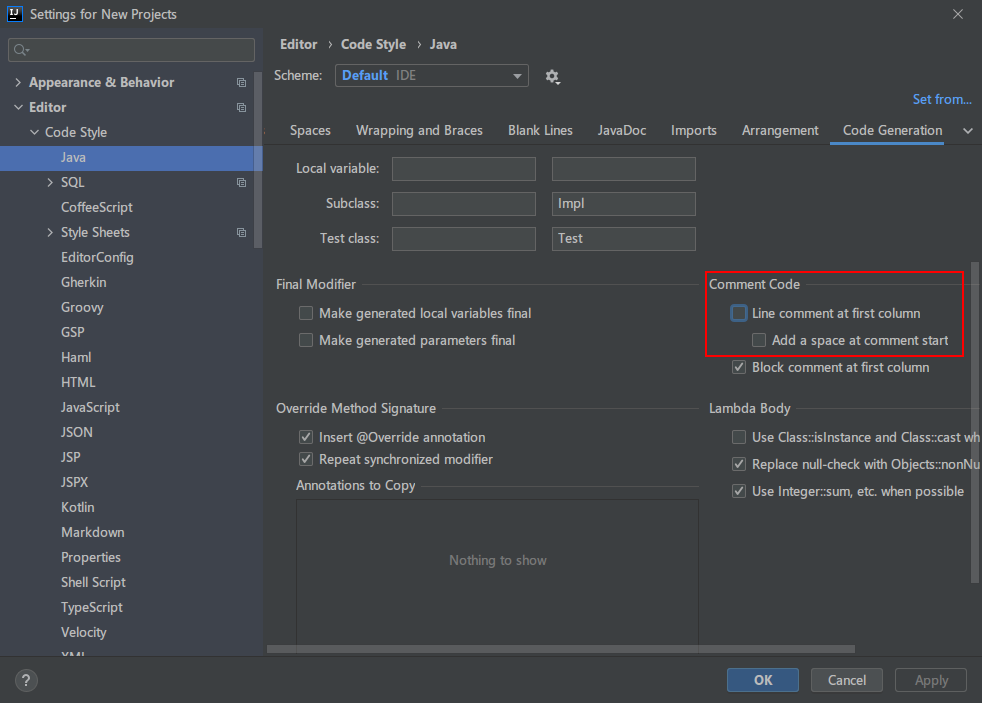 IJ
Settings for New Projects
Appearance & Behavior
Editor
Code Style
Java
SQL
CoffeeScript
Style Sheets
EditorConfig
Gherkin
Groovy
GSP
Haml
HTML
JavaScript
JSON
JSP
JSPX
Kotlin
Markdown
Properties
Shell Script
TypeScript
Velocity
XML
Editor › Code Style › Java
Scheme: Default IDE
Set from...
Spaces Wrapping and Braces Blank Lines JavaDoc Imports Arrangement Code Generation
Local variable:
Subclass: Impl
Test class: Test
Final Modifier
Make generated local variables final
Make generated parameters final
Comment Code
Line comment at first column
Add a space at comment start
Block comment at first column
Override Method Signature
Insert @Override annotation
Repeat synchronized modifier
Annotations to Copy
Nothing to show
Lambda Body
Use Class::isInstance and Class::cast wh
Replace null-check with Objects::nonNu
Use Integer::sum, etc. when possible
? OK Cancel Apply